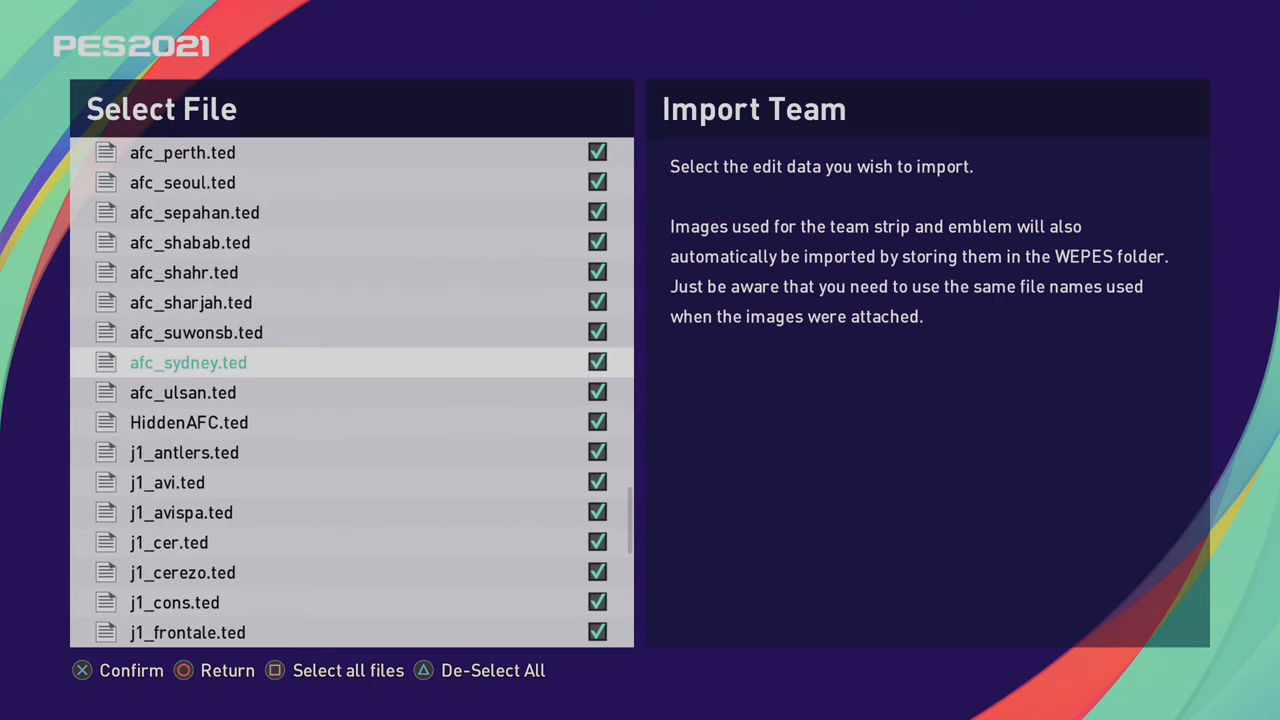 PES2021
Select File
afc_perth.ted
afc_seoul.ted
afc_sepahan.ted
afc_shabab.ted
afc_shahr.ted
afc_sharjah.ted
afc_suwonsb.ted
afc_sydney.ted
afc_ulsan.ted
HiddenAFC.ted
j1_antlers.ted
j1_avi.ted
j1_avispa.ted
j1_cer.ted
j1_cerezo.ted
j1_cons.ted
j1_frontale.ted
Import Team
Select the edit data you wish to import.
Images used for the team strip and emblem will also
automatically be imported by storing them in the WEPES folder.
Just be aware that you need to use the same file names used
when the images were attached.
Confirm Return Select all files De-Select All